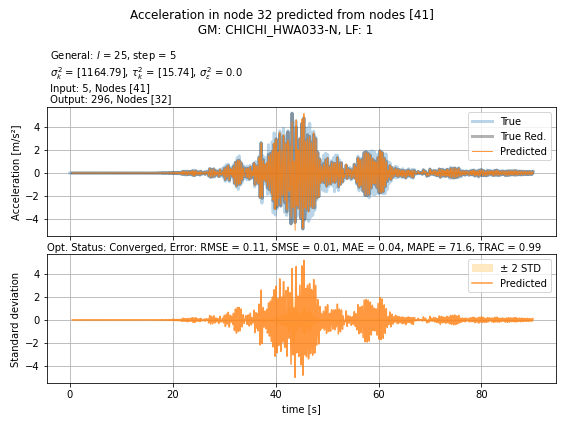 Acceleration in node 32 predicted from nodes [41]
GM: CHICHI_HWA033-N, LF: 1
General: l = 25, step = 5
σ²ₖ = [1164.79], τ²ₖ = [15.74], σ²ε = 0.0
Input: 5, Nodes [41]
Output: 296, Nodes [32]
Acceleration [m/s²]
4
2
0
−2
−4
True
True Red.
Predicted
Opt. Status: Converged, Error: RMSE = 0.11, SMSE = 0.01, MAE = 0.04, MAPE = 71.6, TRAC = 0.99
Standard deviation
4
2
0
−2
−4
± 2 STD
Predicted
0
20
40
60
80
time [s]